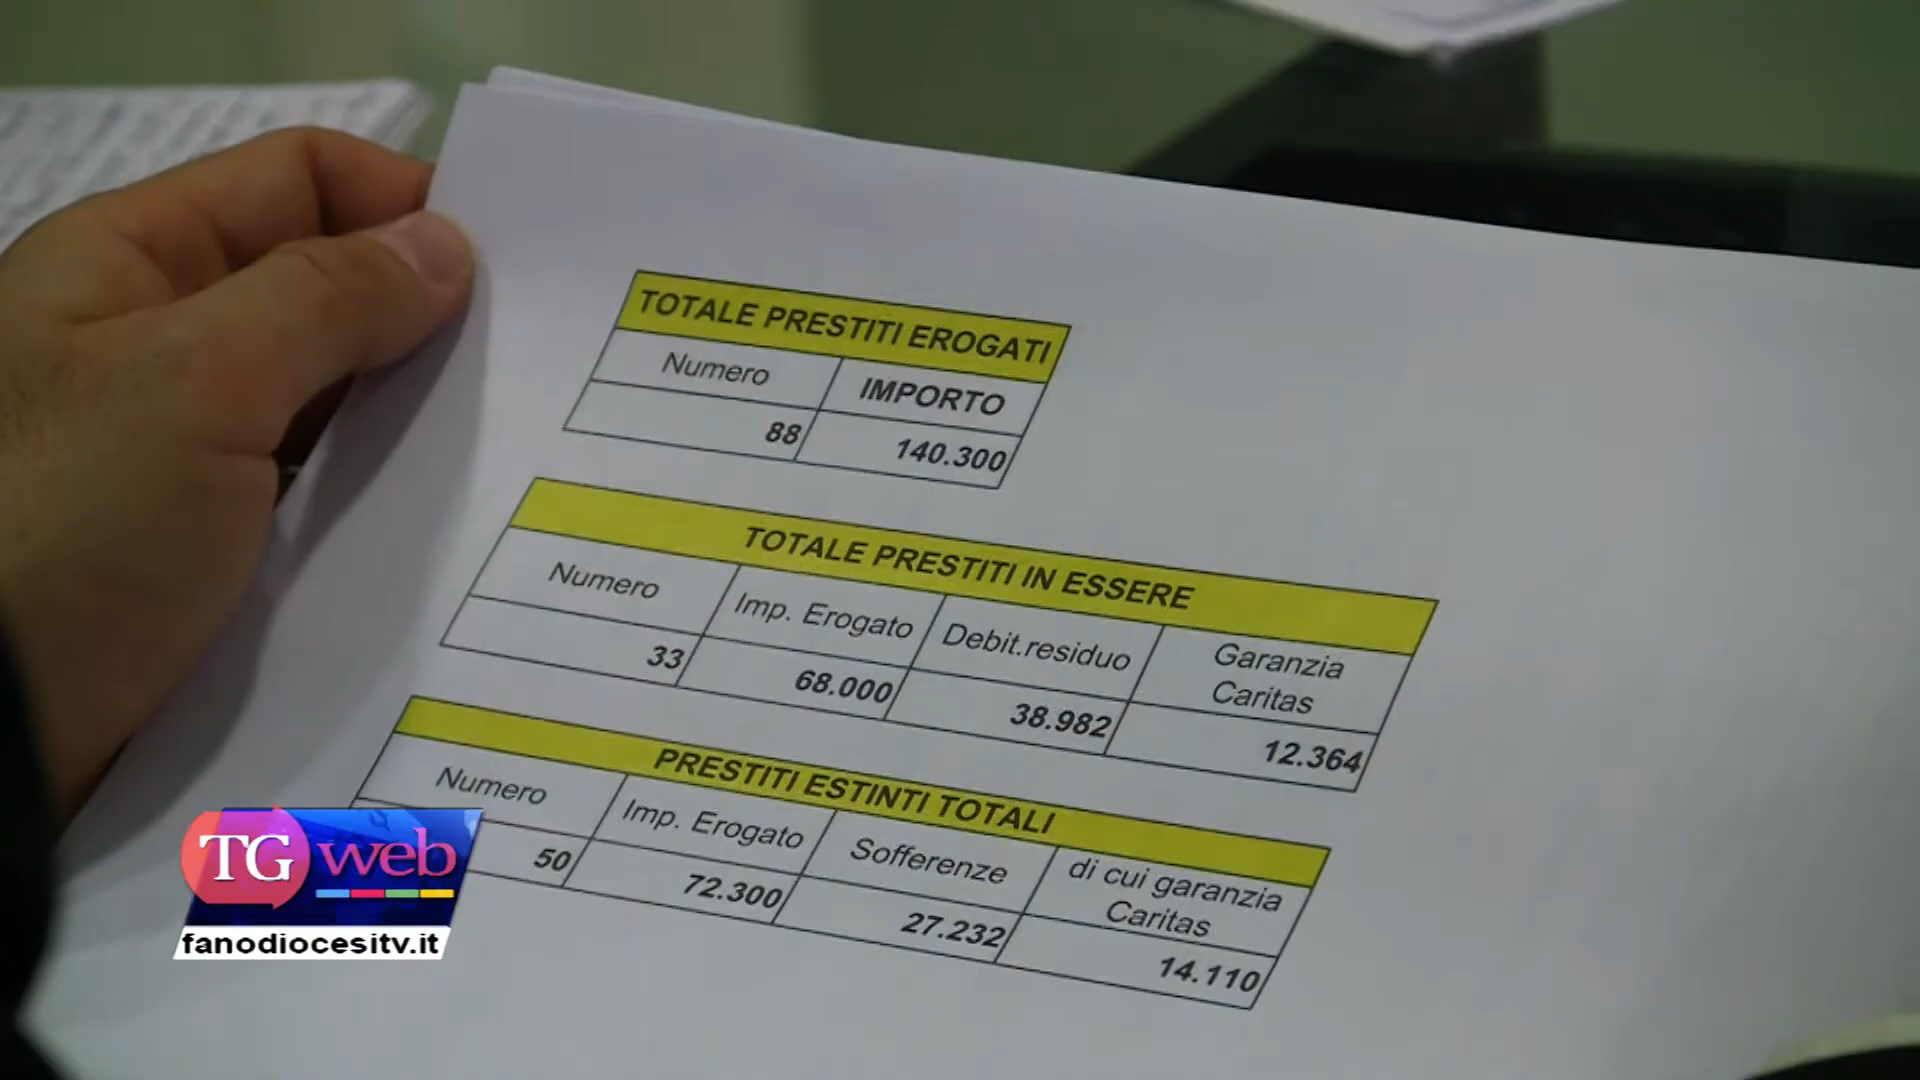 TOTALE PRESTITI EROGATI
Numero IMPORTO
88 140.300
TOTALE PRESTITI IN ESSERE
Numero Imp. Erogato Debit.residuo Garanzia Caritas
33 68.000 38.982 12.364
PRESTITI ESTINTI TOTALI
Numero Imp. Erogato Sofferenze di cui garanzia Caritas
50 72.300 27.232 14.110
TG web
fanodiocesitv.it